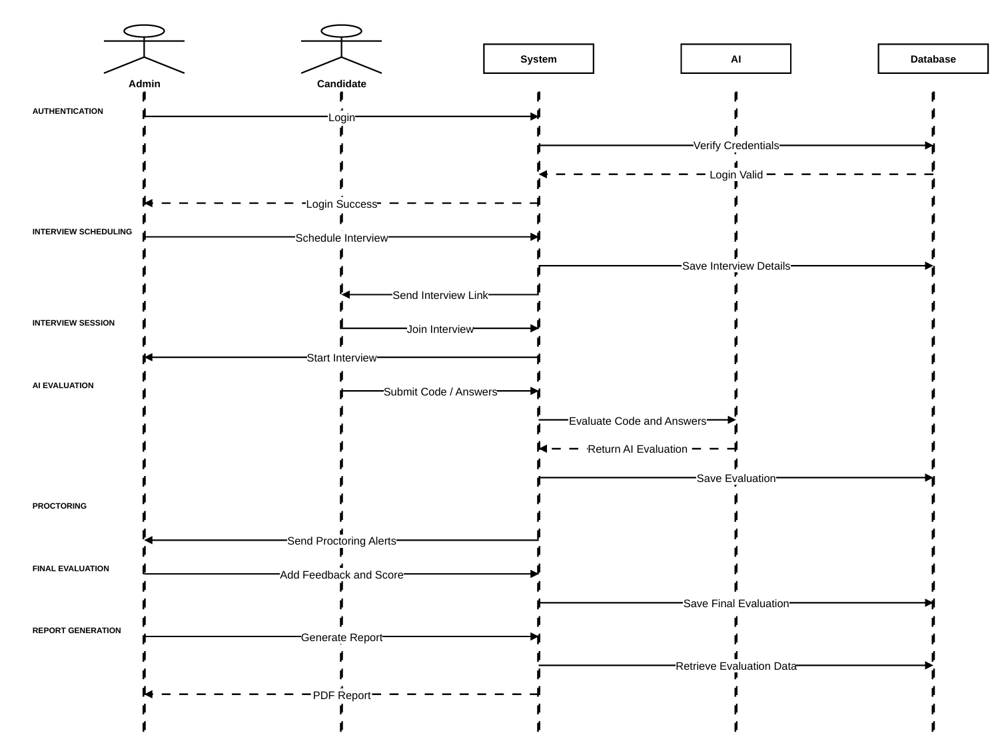 System
AI
Database
Admin
Candidate
AUTHENTICATION
Login
Verify Credentials
Login Valid
Login Success
INTERVIEW SCHEDULING
Schedule Interview
Save Interview Details
Send Interview Link
INTERVIEW SESSION
Join Interview
Start Interview
AI EVALUATION
Submit Code / Answers
Evaluate Code and Answers
Return AI Evaluation
Save Evaluation
PROCTORING
Send Proctoring Alerts
FINAL EVALUATION
Add Feedback and Score
Save Final Evaluation
REPORT GENERATION
Generate Report
Retrieve Evaluation Data
PDF Report